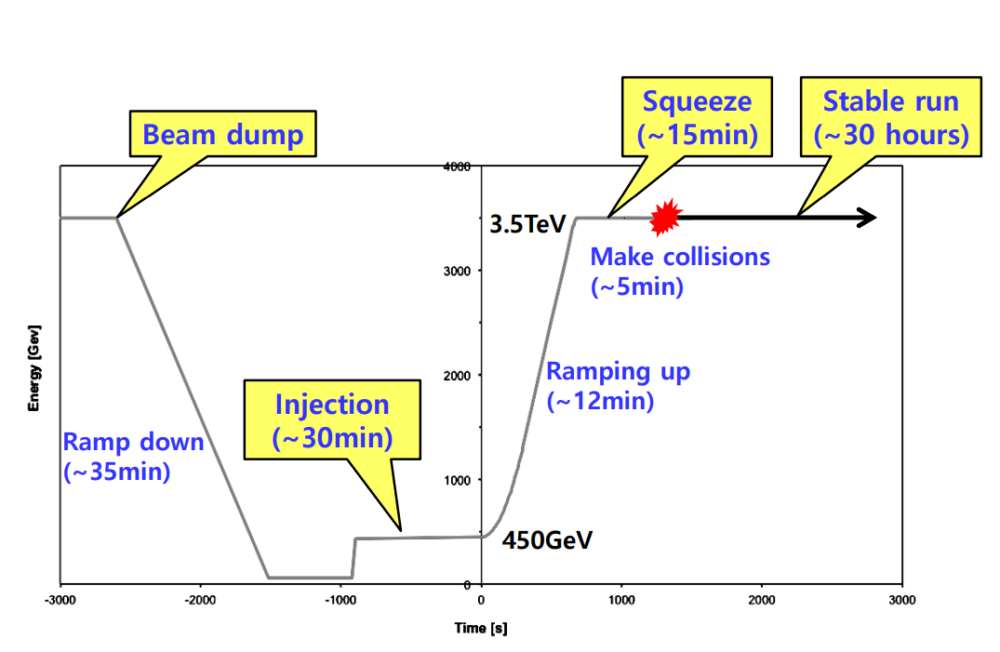 Squeeze
(~15min)
Stable run
(~30 hours)
Beam dump
4000
3.5TeV
Make collisions
(~5min)
3000
Energy [Gev]
2000
Ramping up
(~12min)
Injection
(~30min)
Ramp down
(~35min)
1000
450GeV
0
-3000
-2000
-1000
0
1000
2000
3000
Time [s]